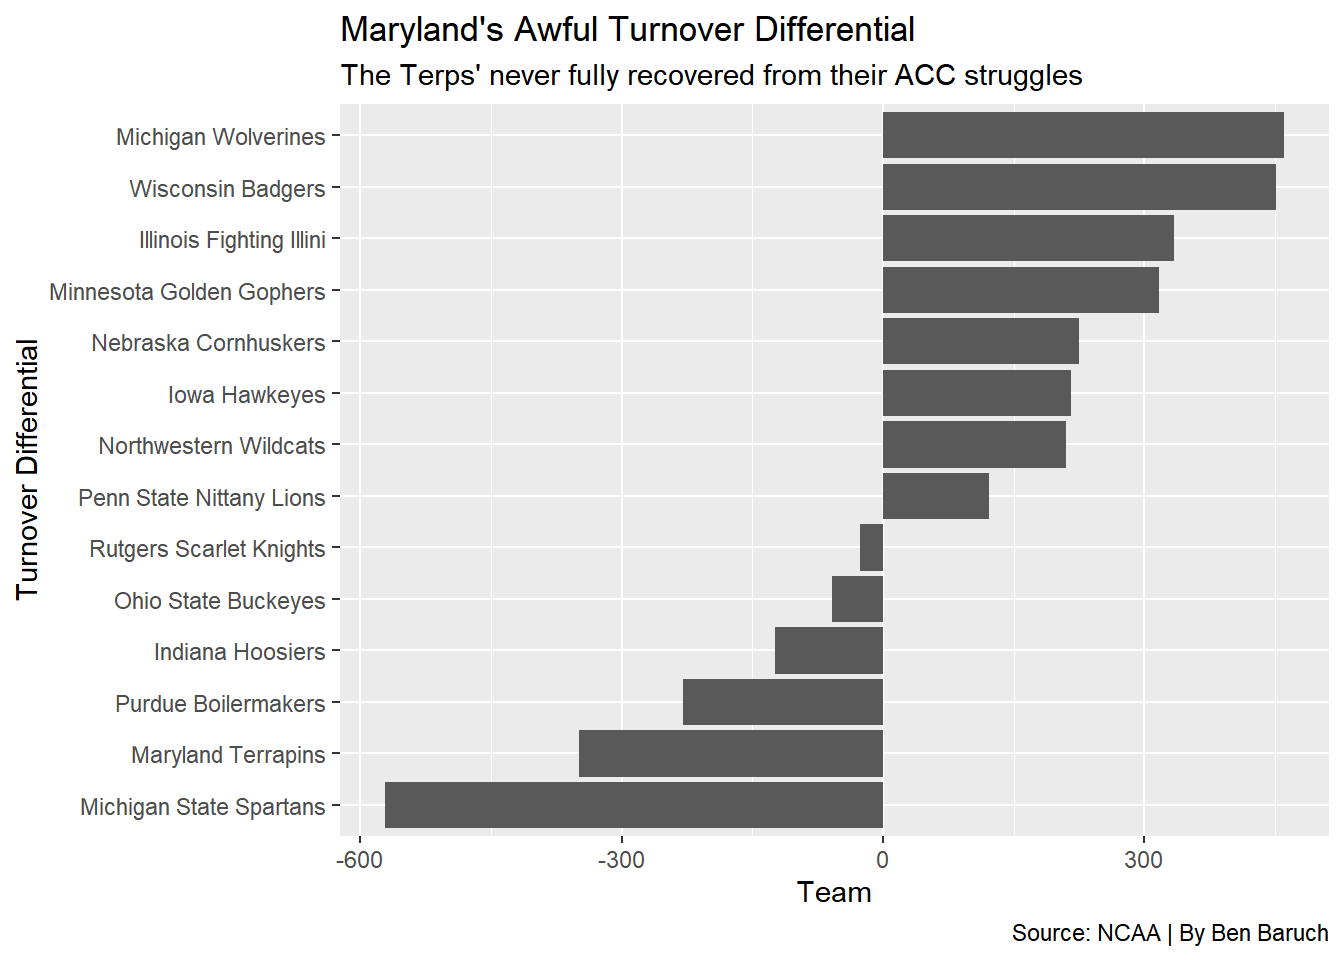 Maryland's Awful Turnover Differential
The Terps' never fully recovered from their ACC struggles
Michigan Wolverines
Wisconsin Badgers
Illinois Fighting Illini
Minnesota Golden Gophers
Nebraska Cornhuskers
Iowa Hawkeyes
Northwestern Wildcats
Penn State Nittany Lions
Rutgers Scarlet Knights
Ohio State Buckeyes
Indiana Hoosiers
Purdue Boilermakers
Maryland Terrapins
Michigan State Spartans
Turnover Differential
-600 -300 0 300
Team
Source: NCAA | By Ben Baruch